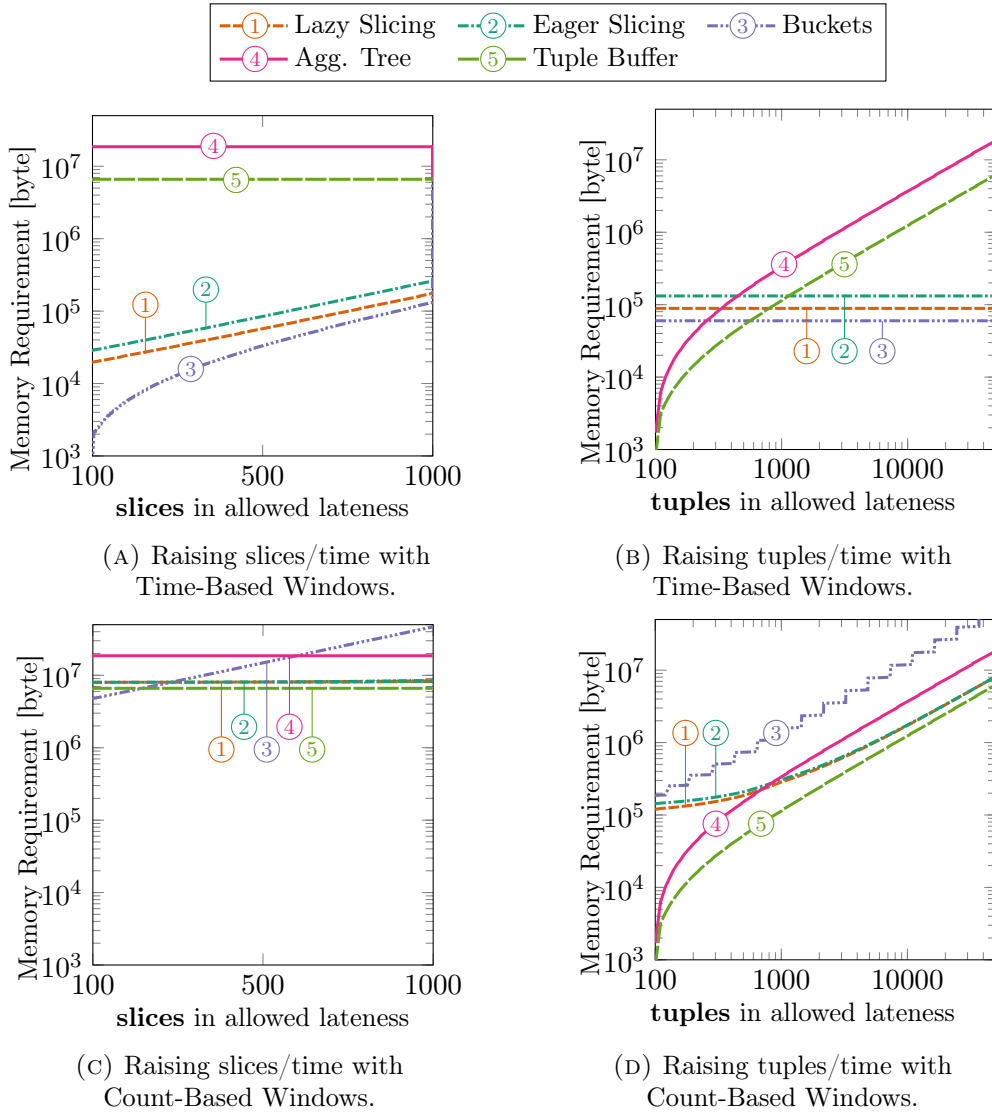 1 Lazy Slicing 2 Eager Slicing 3 Buckets
4 Agg. Tree 5 Tuple Buffer
Memory Requirement [byte]
10^7
10^6
10^5
10^4
10^3
4
5
2
1
3
100 500 1000
slices in allowed lateness
(A) Raising slices/time with
Time-Based Windows.
Memory Requirement [byte]
10^7
10^6
10^5
10^4
10^3
4 5
1 2 3
100 1000 10000
tuples in allowed lateness
(B) Raising tuples/time with
Time-Based Windows.
Memory Requirement [byte]
10^7
10^6
10^5
10^4
10^3
2 4
1 3 5
100 500 1000
slices in allowed lateness
(C) Raising slices/time with
Count-Based Windows.
Memory Requirement [byte]
10^7
10^6
10^5
10^4
10^3
1 2 3
4 5
100 1000 10000
tuples in allowed lateness
(D) Raising tuples/time with
Count-Based Windows.